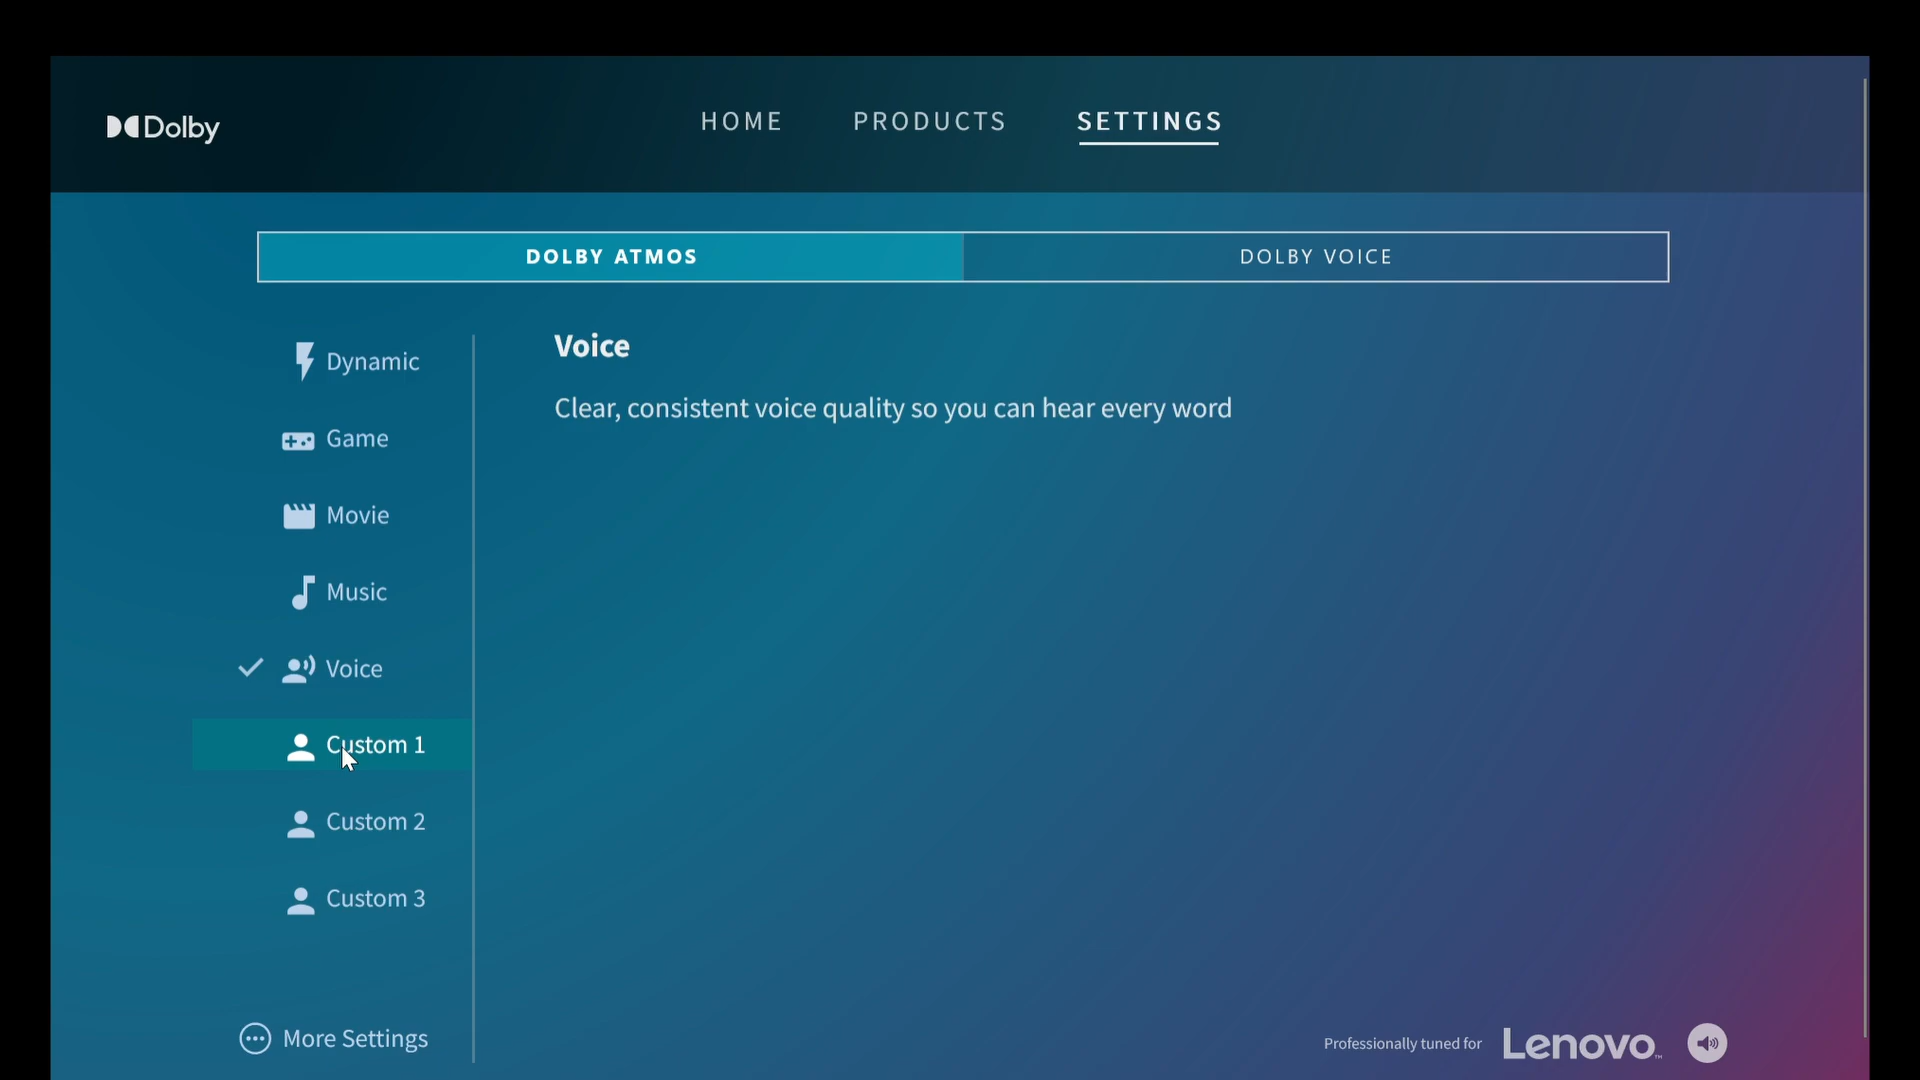 Dolby
HOME
PRODUCTS
SETTINGS
DOLBY ATMOS
DOLBY VOICE
Dynamic
Game
Movie
Music
Voice
Custom 1
Custom 2
Custom 3
More Settings
Voice
Clear, consistent voice quality so you can hear every word
Professionally tuned for
Lenovo™